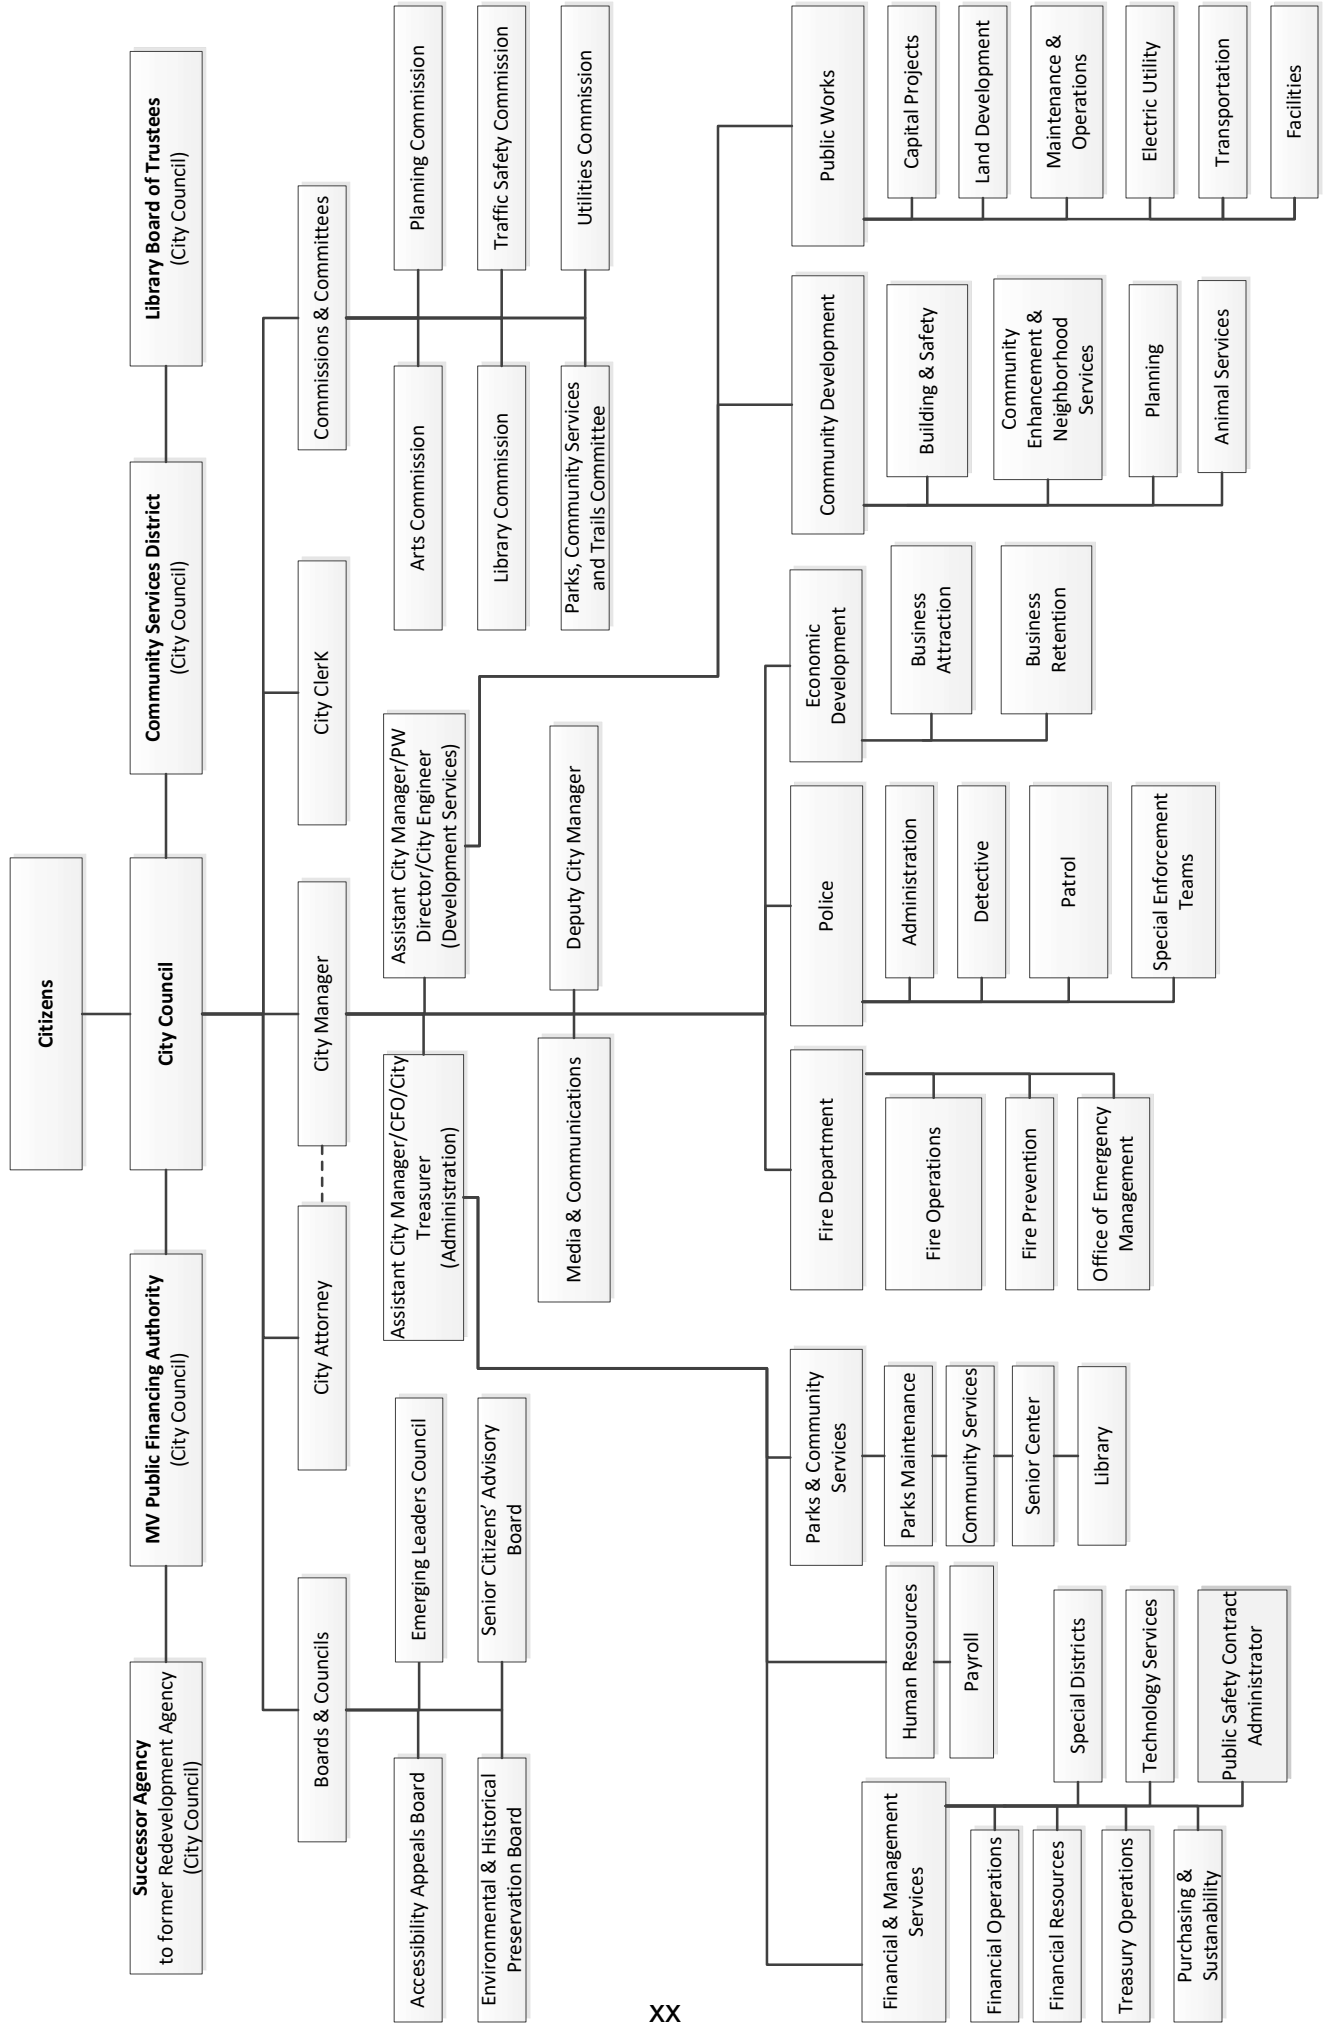 Citizens
Successor Agency
to former Redevelopment Agency
(City Council)
MV Public Financing Authority
(City Council)
City Council
Community Services District
(City Council)
Library Board of Trustees
(City Council)
Boards & Councils
City Attorney
City Manager
City ClerK
Commissions & Committees
Accessibility Appeals Board
Emerging Leaders Council
Environmental & Historical
Preservation Board
Senior Citizens’ Advisory
Board
Assistant City Manager/CFO/City
Treasurer
(Administration)
Assistant City Manager/PW
Director/City Engineer
(Development Services)
Arts Commission
Planning Commission
Library Commission
Traffic Safety Commission
Parks, Community Services
and Trails Committee
Utilities Commission
Media & Communications
Deputy City Manager
Financial & Management
Services
Financial Operations
Financial Resources
Treasury Operations
Purchasing &
Sustanability
Special Districts
Technology Services
Public Safety Contract
Administrator
Human Resources
Payroll
Parks & Community
Services
Parks Maintenance
Community Services
Senior Center
Library
Fire Department
Fire Operations
Fire Prevention
Office of Emergency
Management
Police
Administration
Detective
Patrol
Special Enforcement
Teams
Economic
Development
Business
Attraction
Business
Retention
Community Development
Building & Safety
Community
Enhancement &
Neighborhood
Services
Planning
Animal Services
Public Works
Capital Projects
Land Development
Maintenance &
Operations
Electric Utility
Transportation
Facilities
xx